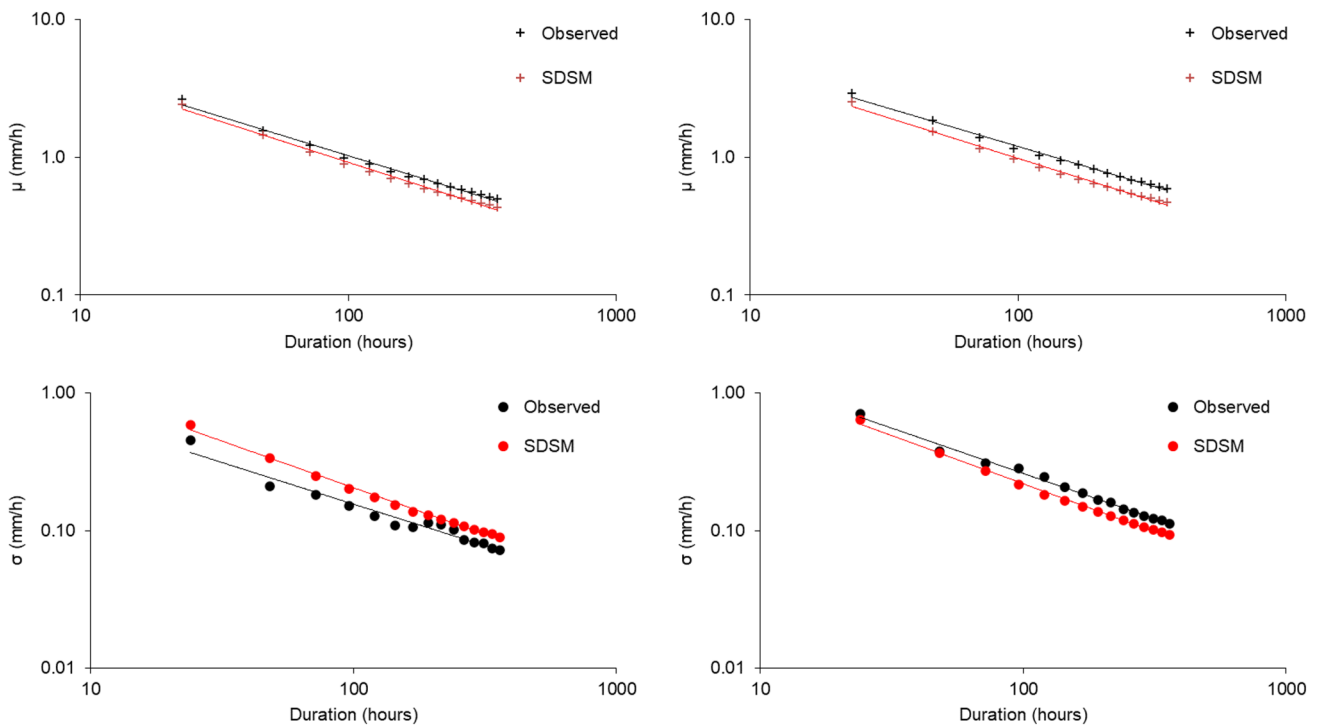 10.0
1.0
0.1
10
100
1000
μ (mm/h)
Duration (hours)
Observed
SDSM
10.0
1.0
0.1
10
100
1000
μ (mm/h)
Duration (hours)
Observed
SDSM
1.00
0.10
0.01
10
100
1000
σ (mm/h)
Duration (hours)
Observed
SDSM
1.00
0.10
0.01
10
100
1000
σ (mm/h)
Duration (hours)
Observed
SDSM